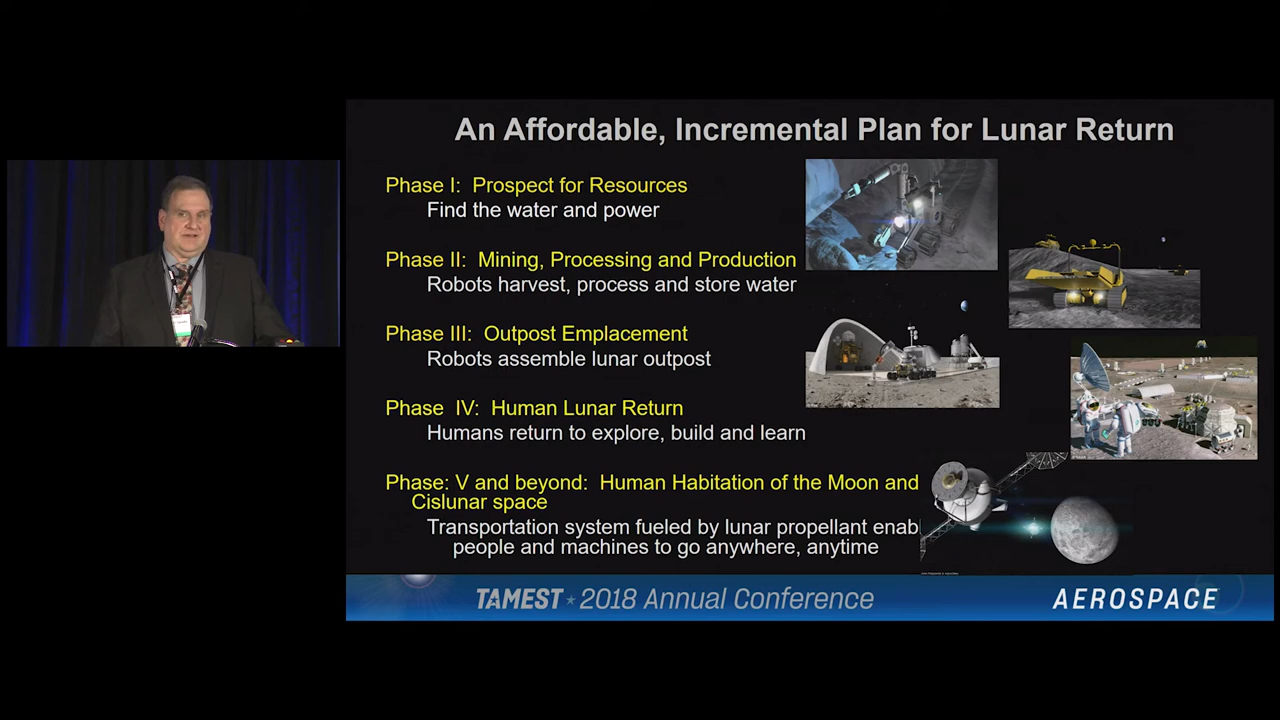 An Affordable, Incremental Plan for Lunar Return
Phase I: Prospect for Resources
Find the water and power
Phase II: Mining, Processing and Production
Robots harvest, process and store water
Phase III: Outpost Emplacement
Robots assemble lunar outpost
Phase IV: Human Lunar Return
Humans return to explore, build and learn
Phase: V and beyond: Human Habitation of the Moon and
Cislunar space
Transportation system fueled by lunar propellant enab
people and machines to go anywhere, anytime
TAMEST 2018 Annual Conference
AEROSPACE